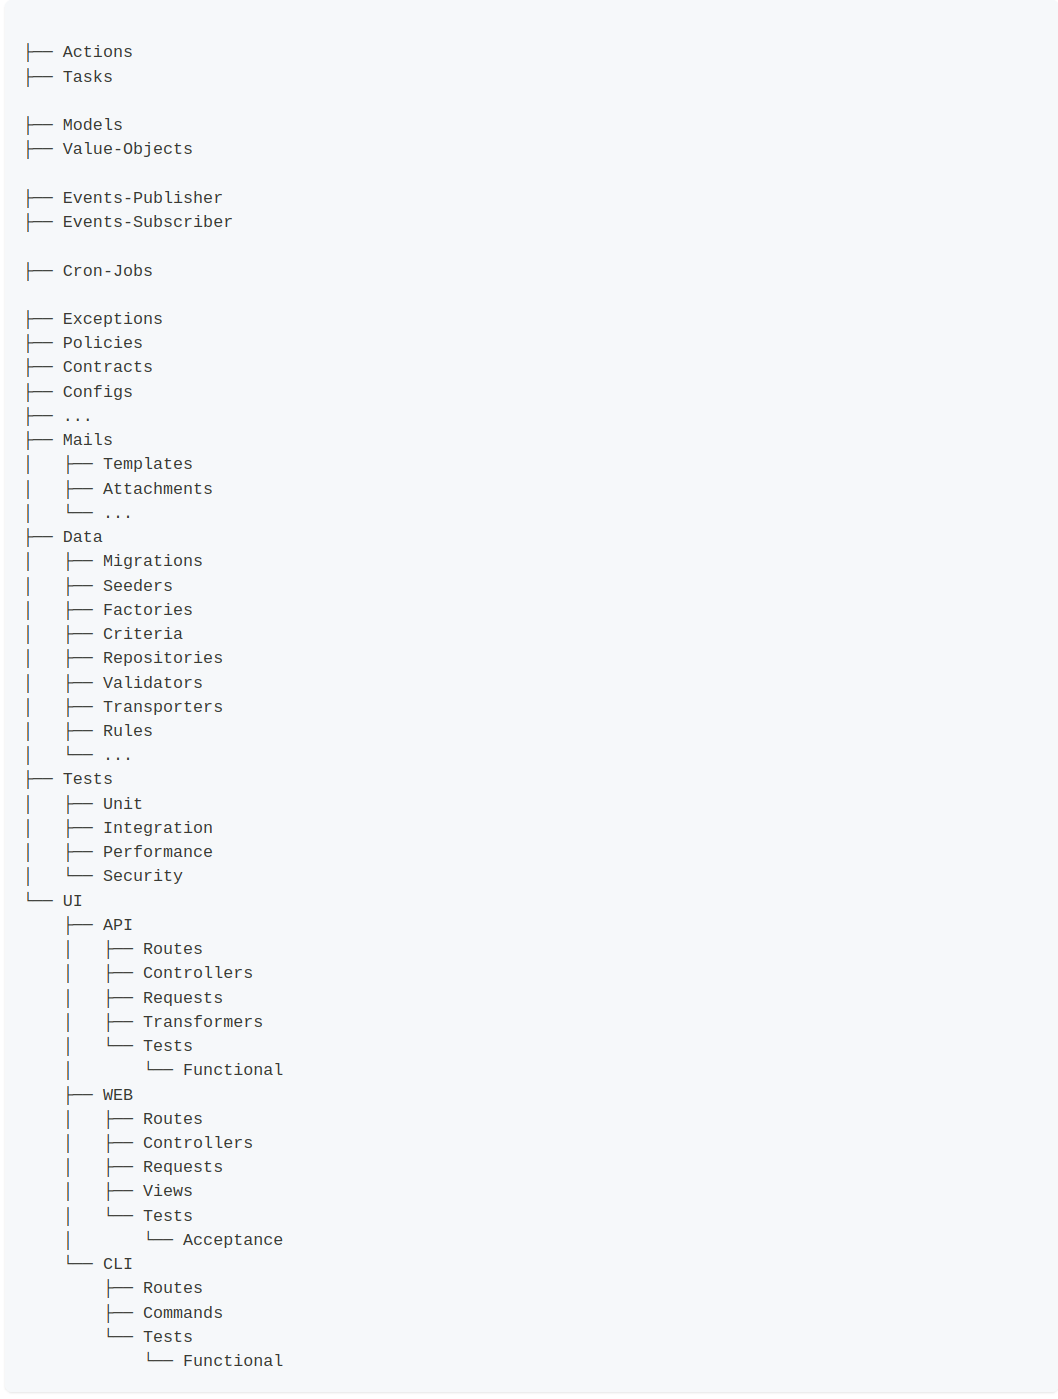 ├── Actions
├── Tasks

├── Models
├── Value-Objects

├── Events-Publisher
├── Events-Subscriber

├── Cron-Jobs

├── Exceptions
├── Policies
├── Contracts
├── Configs
├── ...
├── Mails
│   ├── Templates
│   ├── Attachments
│   └── ...
├── Data
│   ├── Migrations
│   ├── Seeders
│   ├── Factories
│   ├── Criteria
│   ├── Repositories
│   ├── Validators
│   ├── Transporters
│   ├── Rules
│   └── ...
├── Tests
│   ├── Unit
│   ├── Integration
│   ├── Performance
│   └── Security
└── UI
    ├── API
    │   ├── Routes
    │   ├── Controllers
    │   ├── Requests
    │   ├── Transformers
    │   └── Tests
    │       └── Functional
    ├── WEB
    │   ├── Routes
    │   ├── Controllers
    │   ├── Requests
    │   ├── Views
    │   └── Tests
    │       └── Acceptance
    └── CLI
        ├── Routes
        ├── Commands
        └── Tests
            └── Functional